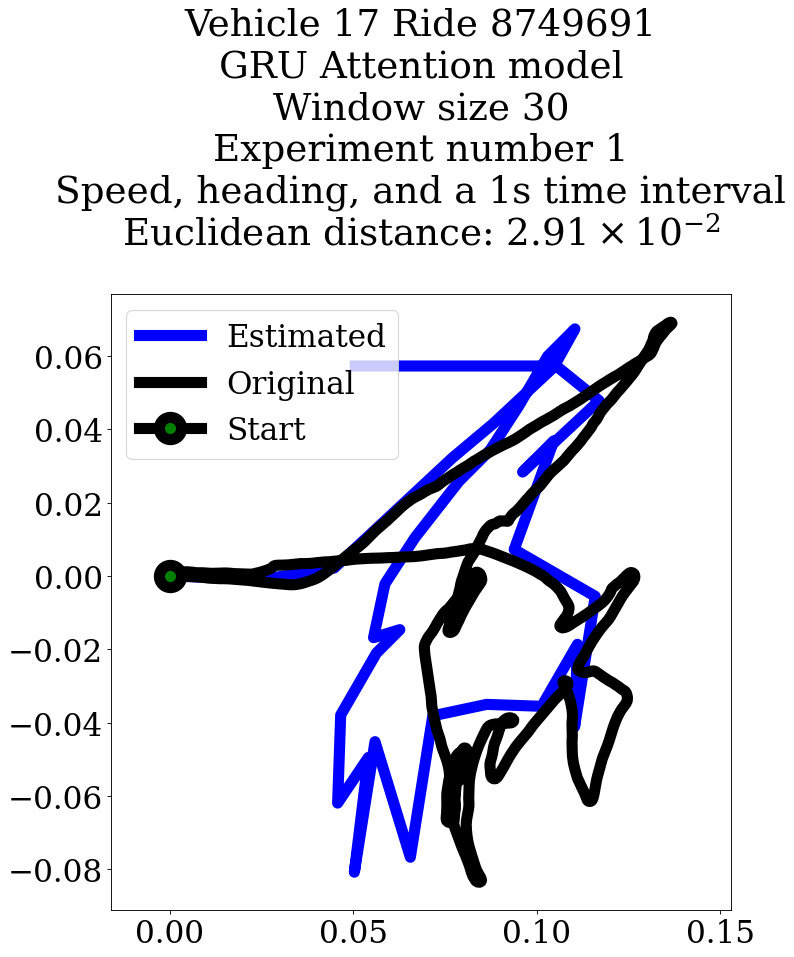 Vehicle 17 Ride 8749691
GRU Attention model
Window size 30
Experiment number 1
Speed, heading, and a 1s time interval
Euclidean distance: 2.91 × 10⁻²
Estimated
Original
Start
0.06
0.04
0.02
0.00
−0.02
−0.04
−0.06
−0.08
0.00 0.05 0.10 0.15